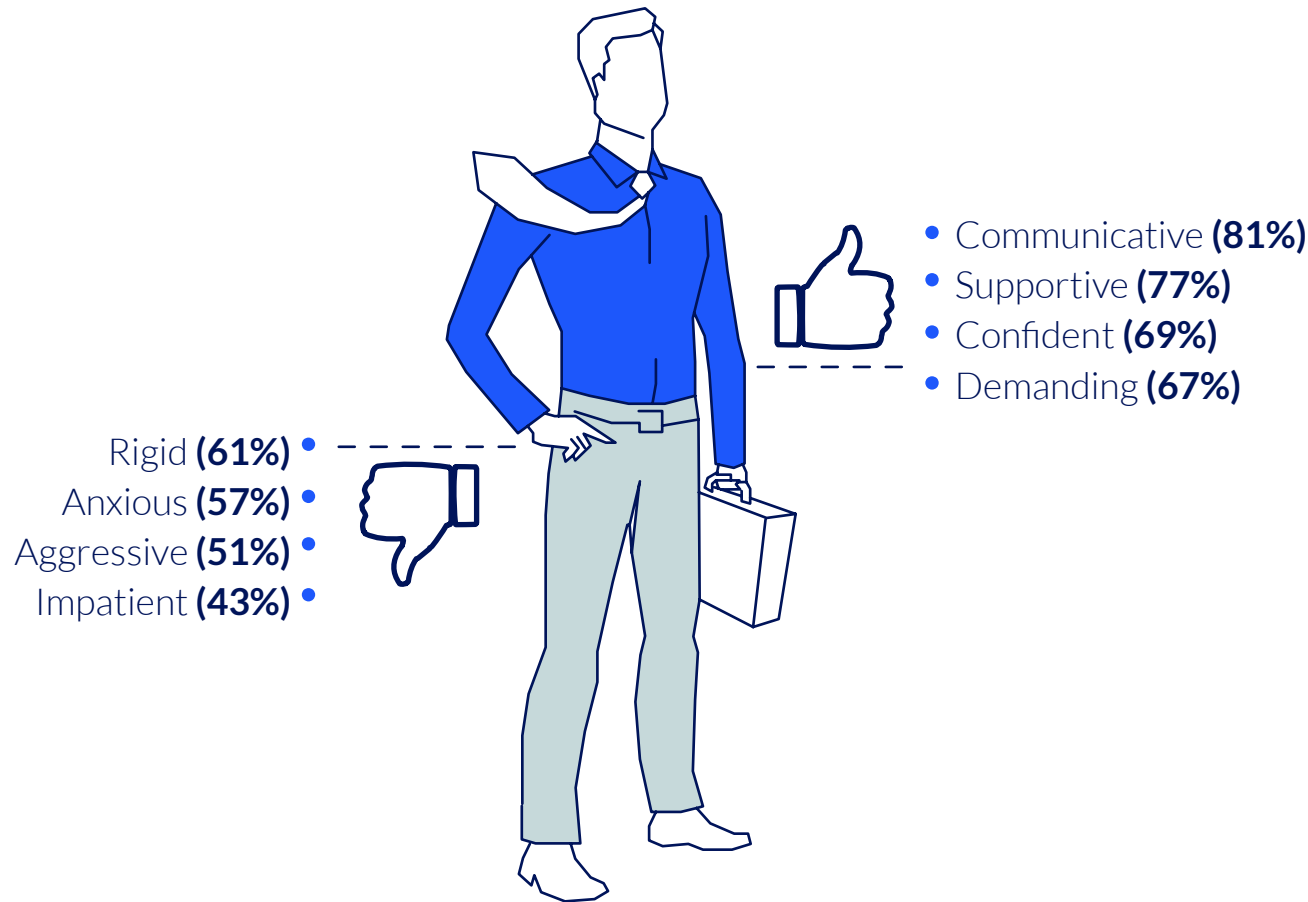 Communicative (81%)
Supportive (77%)
Confident (69%)
Demanding (67%)
Rigid (61%)
Anxious (57%)
Aggressive (51%)
Impatient (43%)